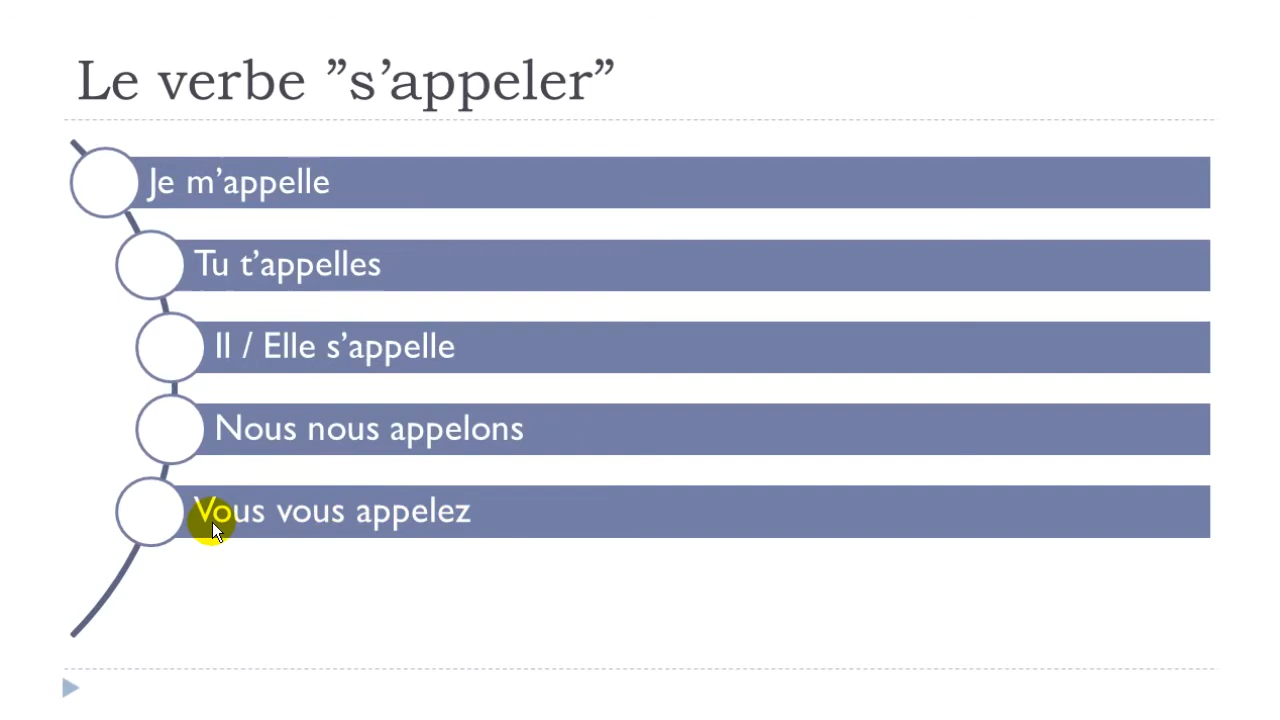 Le verbe ”s’appeler”
Je m’appelle
Tu t’appelles
Il / Elle s’appelle
Nous nous appelons
Vous vous appelez